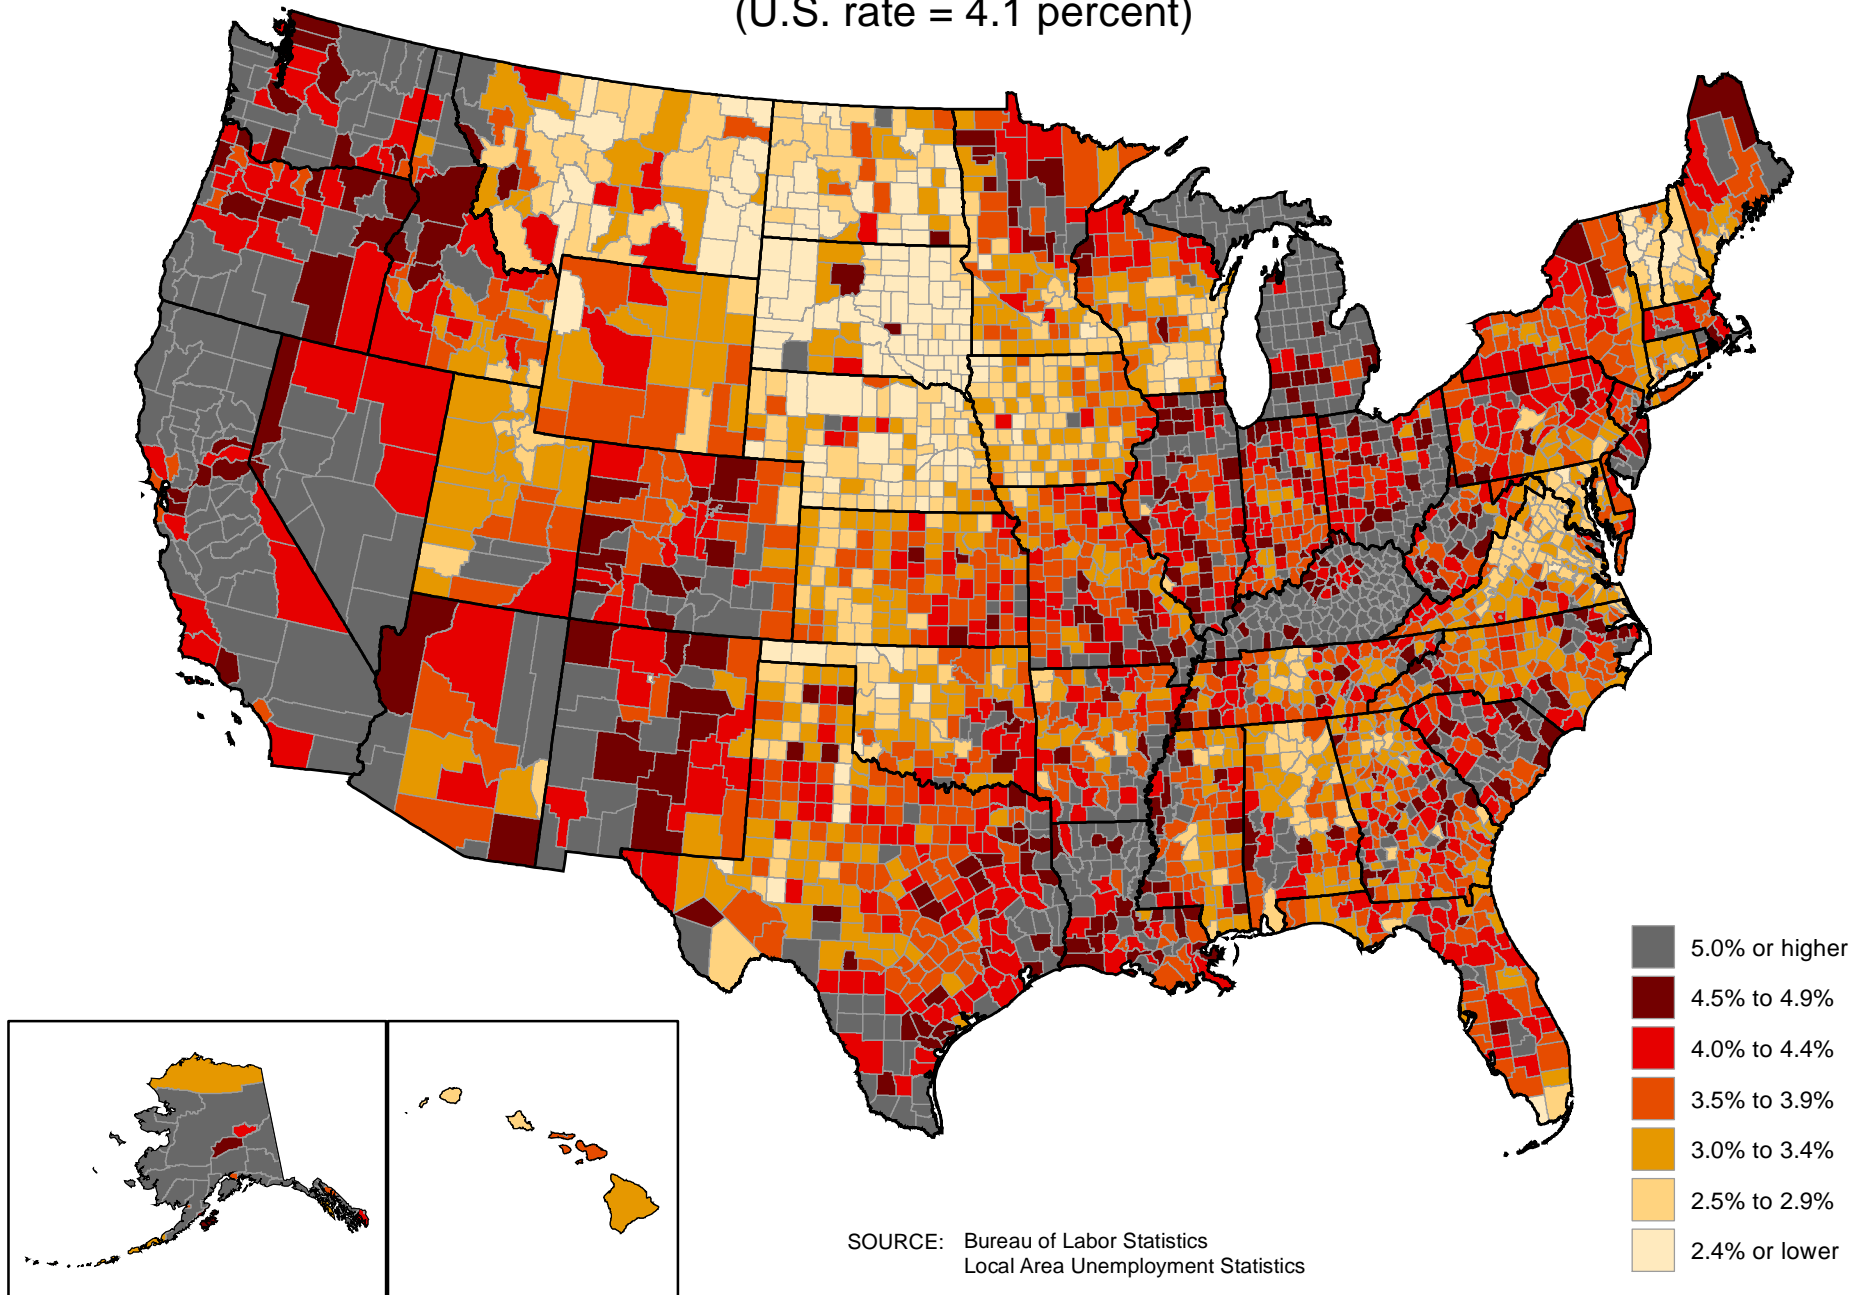 (U.S. rate = 4.1 percent)
5.0% or higher
4.5% to 4.9%
4.0% to 4.4%
3.5% to 3.9%
3.0% to 3.4%
2.5% to 2.9%
2.4% or lower
SOURCE: Bureau of Labor Statistics
Local Area Unemployment Statistics